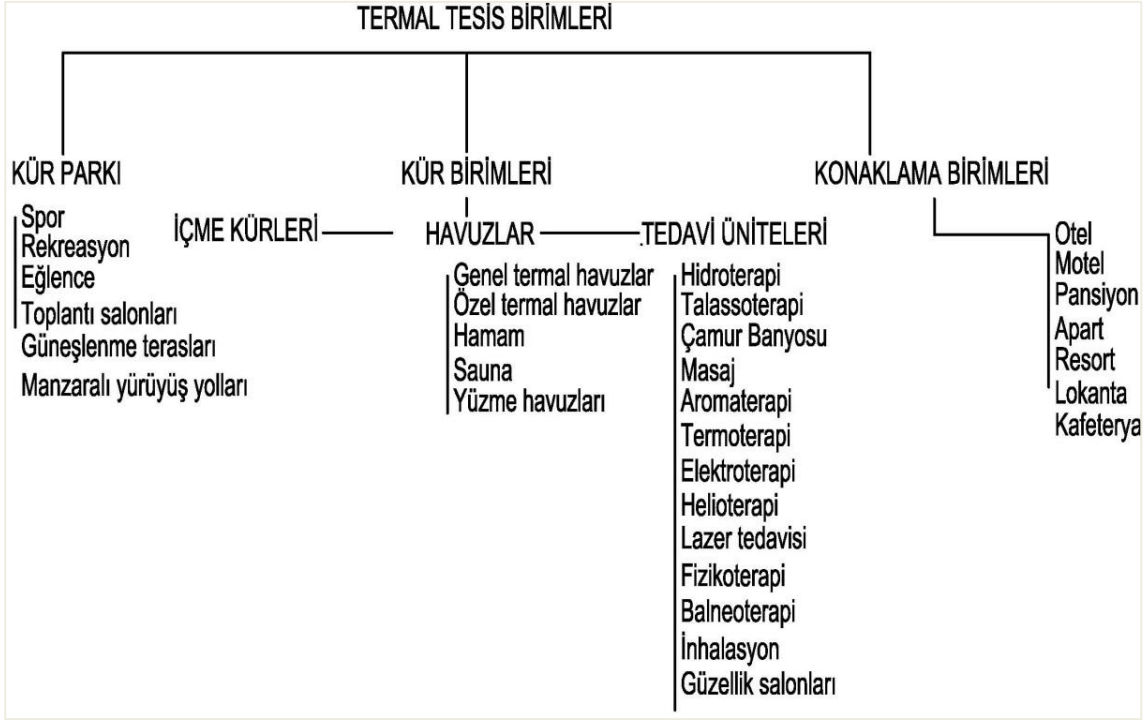 TERMAL TESİS BİRİMLERİ
KÜR PARKI
Spor
Rekreasyon
Eğlence
Toplantı salonları
Güneşlenme terasları
Manzaralı yürüyüş yolları
KÜR BİRİMLERİ
İÇME KÜRLERİ
HAVUZLAR
Genel termal havuzlar
Özel termal havuzlar
Hamam
Sauna
Yüzme havuzları
TEDAVİ ÜNİTELERİ
Hidroterapi
Talassoterapi
Çamur Banyosu
Masaj
Aromaterapi
Termoterapi
Elektroterapi
Helioterapi
Lazer tedavisi
Fizikoterapi
Balneoterapi
İnhalasyon
Güzellik salonları
KONAKLAMA BİRİMLERİ
Otel
Motel
Pansiyon
Apart
Resort
Lokanta
Kafeterya